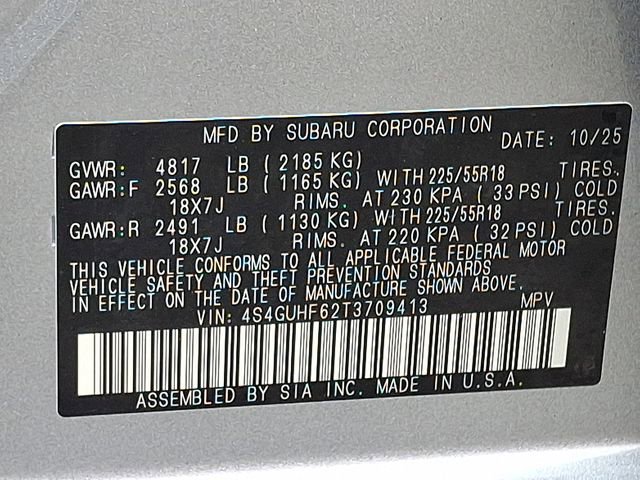 MFD BY SUBARU CORPORATION DATE: 10/25
GVWR: 4817 LB ( 2185 KG)
GAWR:F 2568 LB ( 1165 KG) WITH 225/55R18 TIRES.
18X7J RIMS. AT 230 KPA ( 33 PSI) COLD
GAWR:R 2491 LB ( 1130 KG) WITH 225/55R18 TIRES.
18X7J RIMS. AT 220 KPA ( 32 PSI) COLD
THIS VEHICLE CONFORMS TO ALL APPLICABLE FEDERAL MOTOR
VEHICLE SAFETY AND THEFT PREVENTION STANDARDS
IN EFFECT ON THE DATE OF MANUFACTURE SHOWN ABOVE.
VIN: 4S4GUHF62T3709413 MPV
ASSEMBLED BY SIA INC. MADE IN U.S.A.